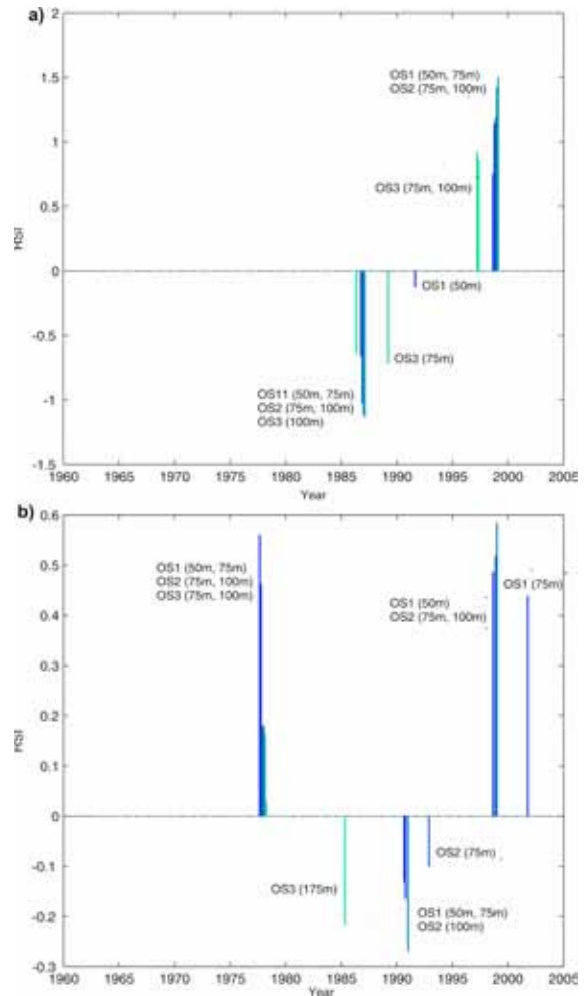 a)
2
1.5
1
0.5
0
-0.5
-1
-1.5
RSI
OS1 (50m, 75m)
OS2 (75m, 100m)
OS3 (75m, 100m)
OS1 (50m)
OS3 (75m)
OS11 (50m, 75m)
OS2 (75m, 100m)
OS3 (100m)
1960 1965 1970 1975 1980 1985 1990 1995 2000 2005
Year
b)
0.6
0.5
0.4
0.3
0.2
0.1
0
-0.1
-0.2
-0.3
RSI
OS1 (50m, 75m)
OS2 (75m, 100m)
OS3 (75m, 100m)
OS1 (50m)
OS2 (75m, 100m)
OS1 (75m)
OS2 (75m)
OS3 (175m)
OS1 (50m, 75m)
OS2 (100m)
1960 1965 1970 1975 1980 1985 1990 1995 2000 2005
Year